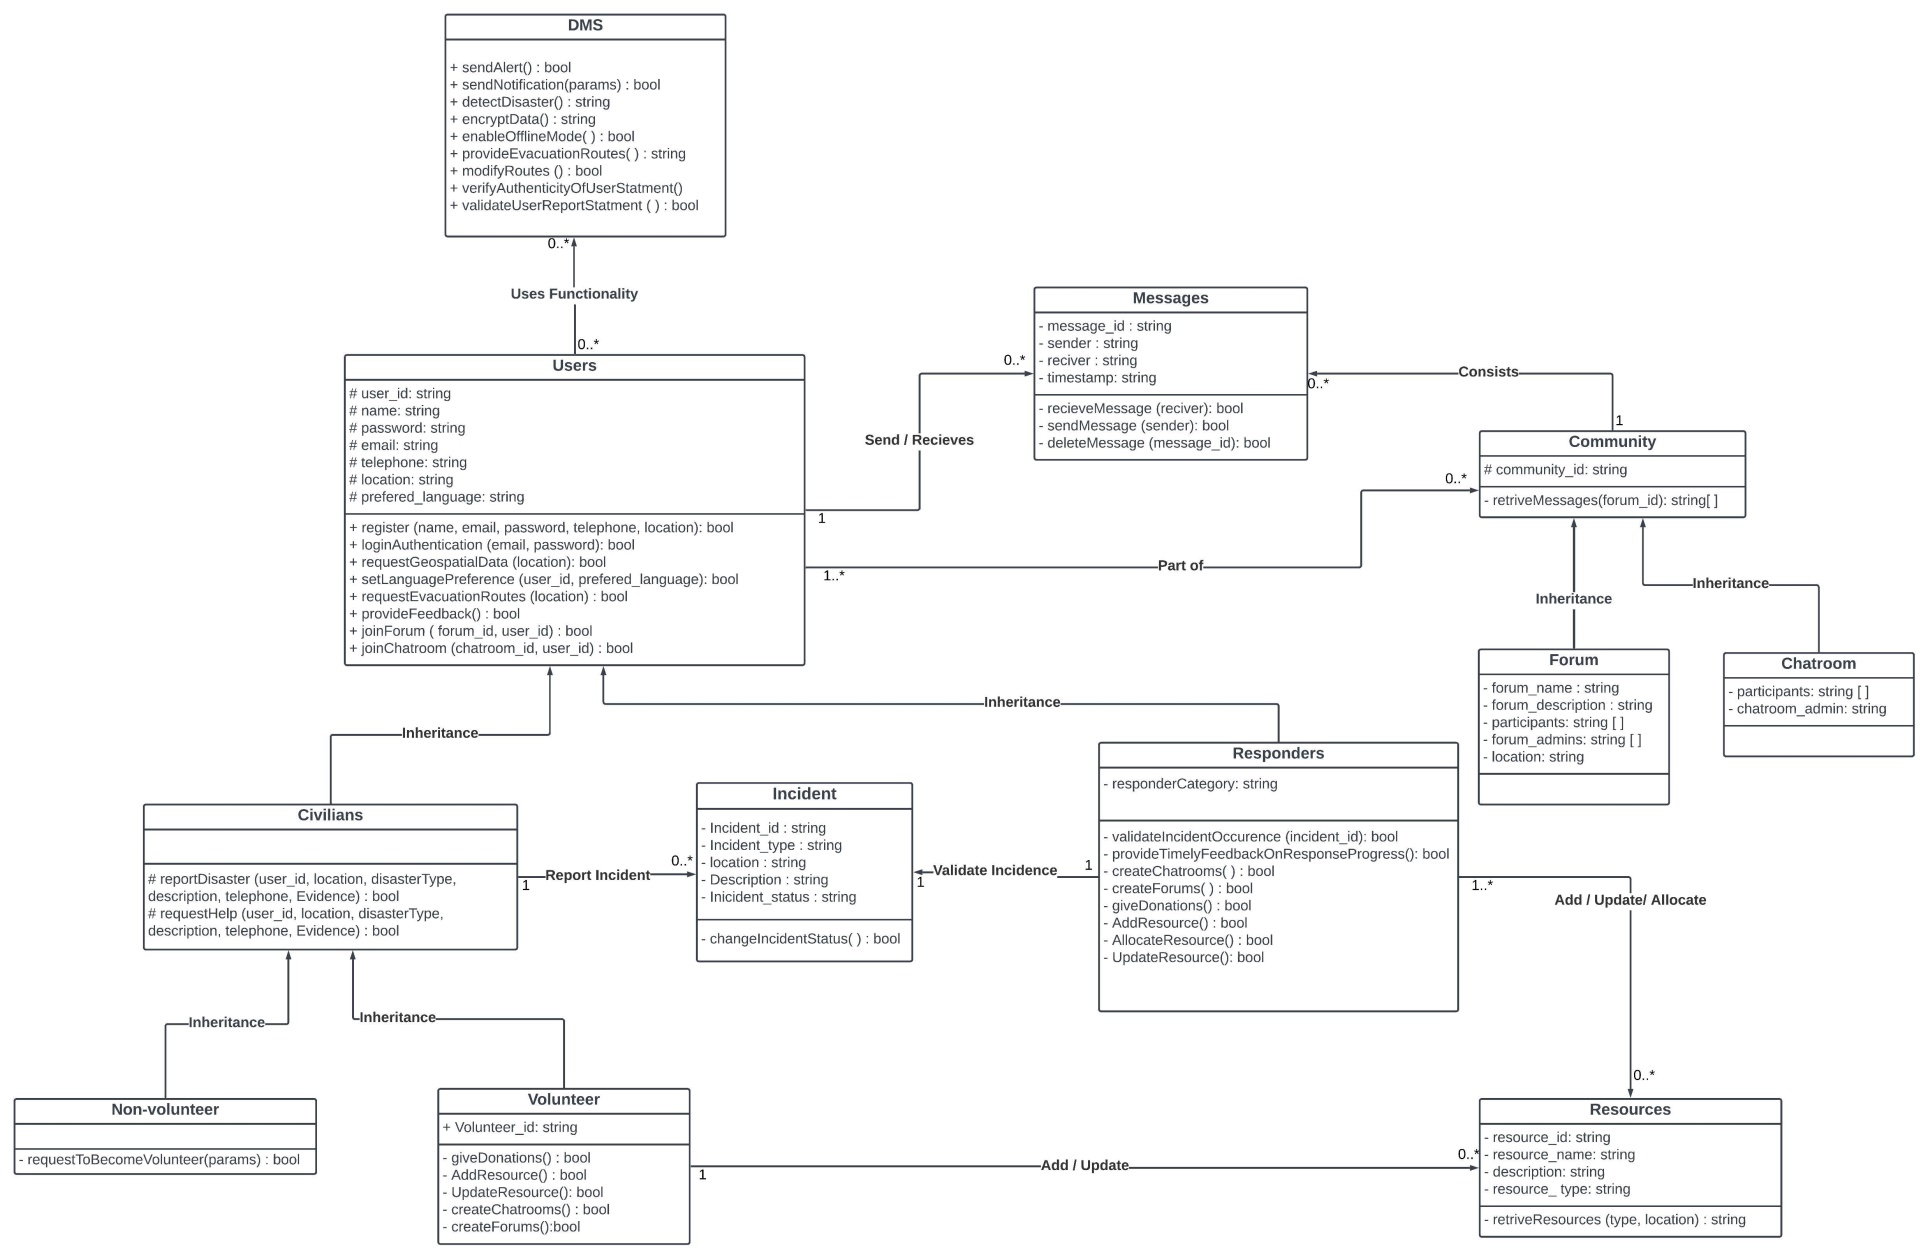 DMS
+ sendAlert() : bool
+ sendNotification(params) : bool
+ detectDisaster() : string
+ encryptData() : string
+ enableOfflineMode( ) : bool
+ provideEvacuationRoutes( ) : string
+ modifyRoutes () : bool
+ verifyAuthenticityOfUserStatment()
+ validateUserReportStatment ( ) : bool
0..*
Uses Functionality
0..*
Users
# user_id: string
# name: string
# password: string
# email: string
# telephone: string
# location: string
# prefered_language: string
+ register (name, email, password, telephone, location): bool
+ loginAuthentication (email, password): bool
+ requestGeospatialData (location): bool
+ setLanguagePreference (user_id, prefered_language): bool
+ requestEvacuationRoutes (location) : bool
+ provideFeedback() : bool
+ joinForum ( forum_id, user_id) : bool
+ joinChatroom (chatroom_id, user_id) : bool
1
Send / Recieves
0..*
Messages
- message_id : string
- sender : string
- reciver : string
- timestamp: string
- recieveMessage (reciver): bool
- sendMessage (sender): bool
- deleteMessage (message_id): bool
0..*
Consists
1
Community
# community_id: string
- retriveMessages(forum_id): string[ ]
0..*
Part of
1..*
Inheritance
Inheritance
Forum
- forum_name : string
- forum_description : string
- participants: string [ ]
- forum_admins: string [ ]
- location: string
Chatroom
- participants: string [ ]
- chatroom_admin: string
Inheritance
Inheritance
Civilians
# reportDisaster (user_id, location, disasterType,
description, telephone, Evidence) : bool
# requestHelp (user_id, location, disasterType,
description, telephone, Evidence) : bool
1
Report Incident
0..*
Incident
- Incident_id : string
- Incident_type : string
- location : string
- Description : string
- Inicident_status : string
- changeIncidentStatus( ) : bool
1
Validate Incidence
1
Responders
- responderCategory: string
- validateIncidentOccurence (incident_id): bool
- provideTimelyFeedbackOnResponseProgress(): bool
- createChatrooms( ) : bool
- createForums( ) : bool
- giveDonations() : bool
- AddResource() : bool
- AllocateResource() : bool
- UpdateResource(): bool
1..*
Add / Update/ Allocate
0..*
Inheritance
Inheritance
Non-volunteer
- requestToBecomeVolunteer(params) : bool
Volunteer
+ Volunteer_id: string
- giveDonations() : bool
- AddResource() : bool
- UpdateResource(): bool
- createChatrooms() : bool
- createForums():bool
1
Add / Update
0..*
Resources
- resource_id: string
- resource_name: string
- description: string
- resource_ type: string
- retriveResources (type, location) : string